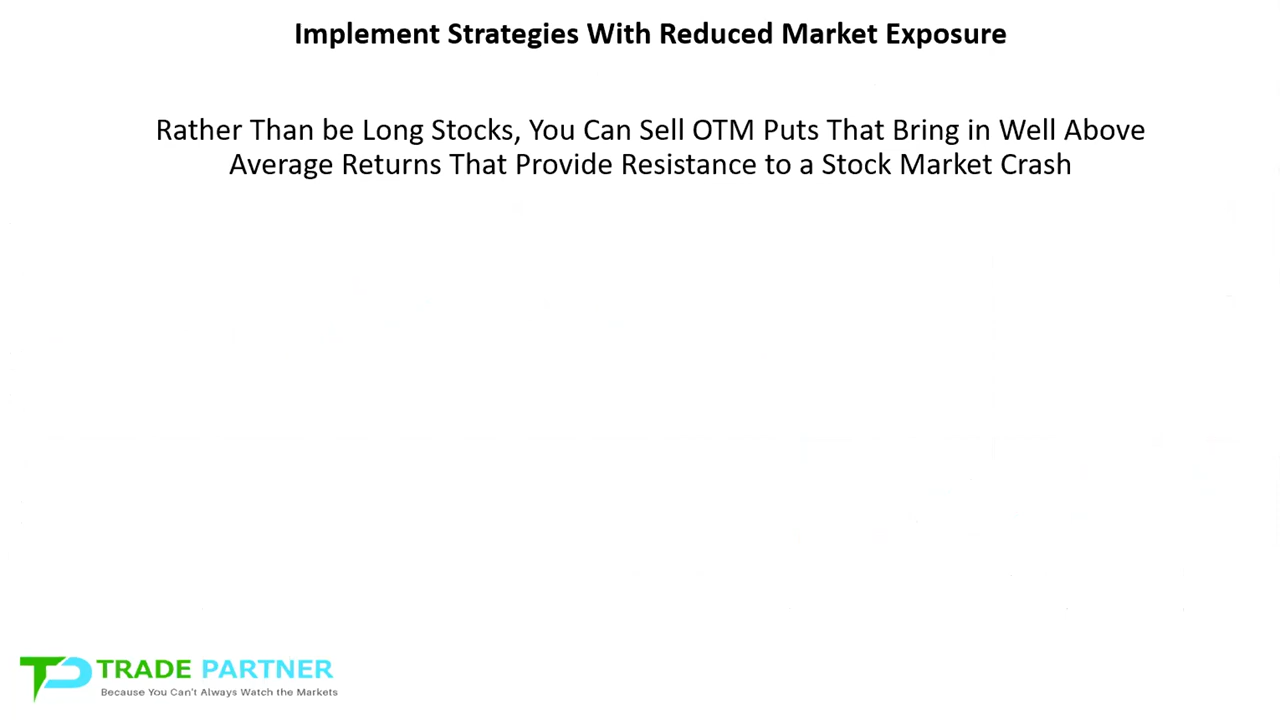 Implement Strategies With Reduced Market Exposure
Rather Than be Long Stocks, You Can Sell OTM Puts That Bring in Well Above
Average Returns That Provide Resistance to a Stock Market Crash
TRADE PARTNER
Because You Can't Always Watch the Markets